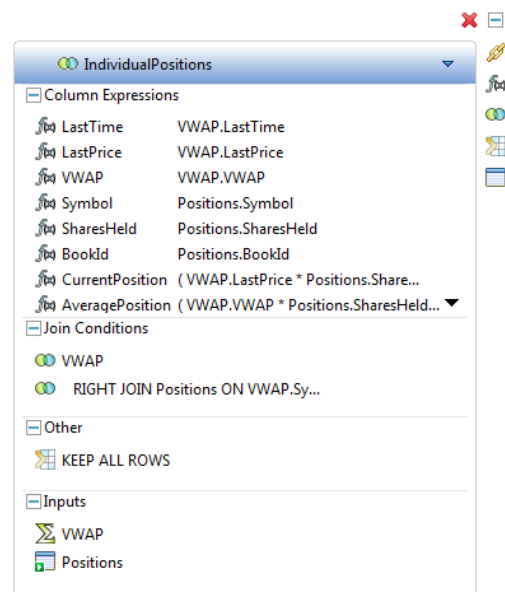 IndividualPositions
Column Expressions
LastTime VWAP.LastTime
LastPrice VWAP.LastPrice
VWAP VWAP.VWAP
Symbol Positions.Symbol
SharesHeld Positions.SharesHeld
BookId Positions.BookId
CurrentPosition ( VWAP.LastPrice * Positions.Share...
AveragePosition ( VWAP.VWAP * Positions.SharesHeld...
Join Conditions
VWAP
RIGHT JOIN Positions ON VWAP.Sy...
Other
KEEP ALL ROWS
Inputs
VWAP
Positions